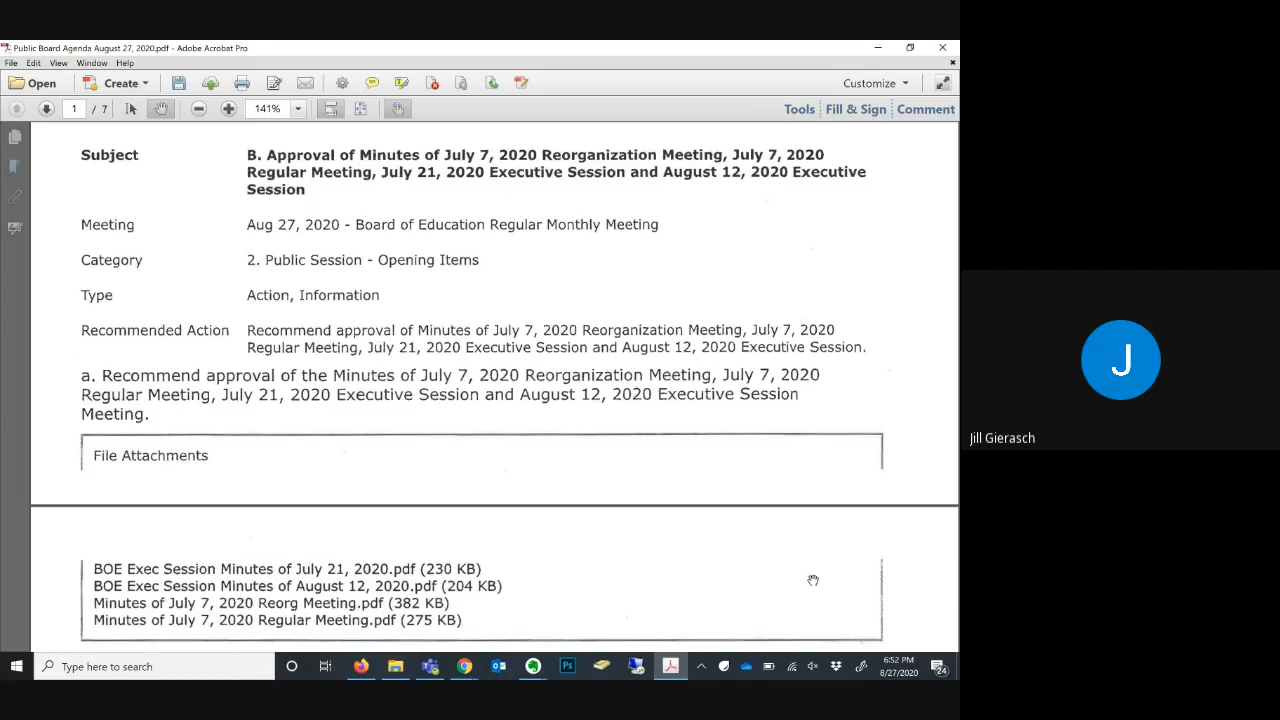 Public Board Agenda August 27, 2020.pdf - Adobe Acrobat Pro
File Edit View Window Help
Open Create Customize
1 / 7 141% Tools Fill & Sign Comment
Subject B. Approval of Minutes of July 7, 2020 Reorganization Meeting, July 7, 2020
Regular Meeting, July 21, 2020 Executive Session and August 12, 2020 Executive
Session
Meeting Aug 27, 2020 - Board of Education Regular Monthly Meeting
Category 2. Public Session - Opening Items
Type Action, Information
Recommended Action Recommend approval of Minutes of July 7, 2020 Reorganization Meeting, July 7, 2020
Regular Meeting, July 21, 2020 Executive Session and August 12, 2020 Executive Session.
a. Recommend approval of the Minutes of July 7, 2020 Reorganization Meeting, July 7, 2020
Regular Meeting, July 21, 2020 Executive Session and August 12, 2020 Executive Session
Meeting.
File Attachments
BOE Exec Session Minutes of July 21, 2020.pdf (230 KB)
BOE Exec Session Minutes of August 12, 2020.pdf (204 KB)
Minutes of July 7, 2020 Reorg Meeting.pdf (382 KB)
Minutes of July 7, 2020 Regular Meeting.pdf (275 KB)
J
Jill Gierasch
Type here to search
Ps
6:52 PM
8/27/2020
24